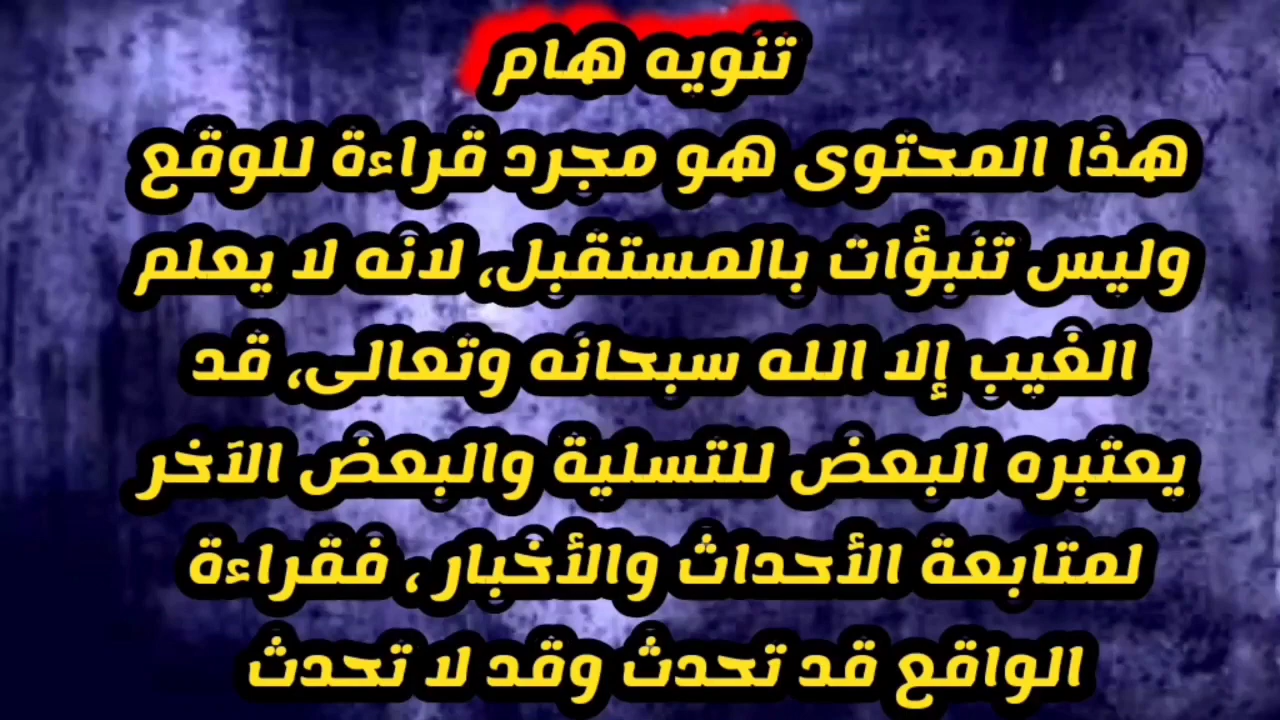 تنويه هام
هذا المحتوى هو مجرد قراءة للوقع
وليس تنبؤات بالمستقبل، لانه لا يعلم
الغيب إلا الله سبحانه وتعالى، قد
يعتبره البعض للتسلية والبعض الآخر
لمتابعة الأحداث والأخبار ، فقراءة
الواقع قد تحدث وقد لا تحدث